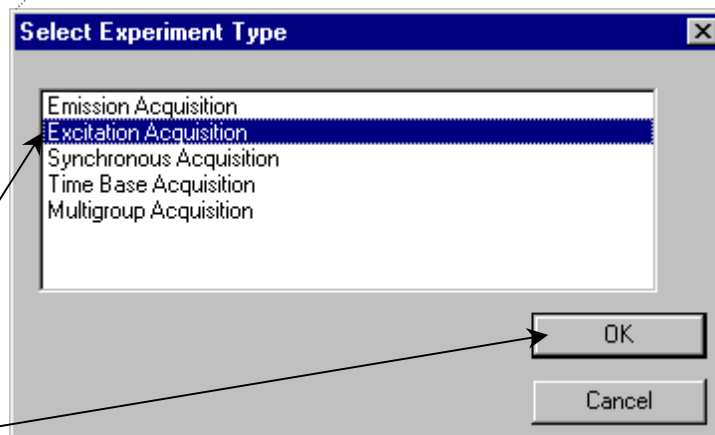 Select Experiment Type
Emission Acquisition
Excitation Acquisition
Synchronous Acquisition
Time Base Acquisition
Multigroup Acquisition
OK
Cancel